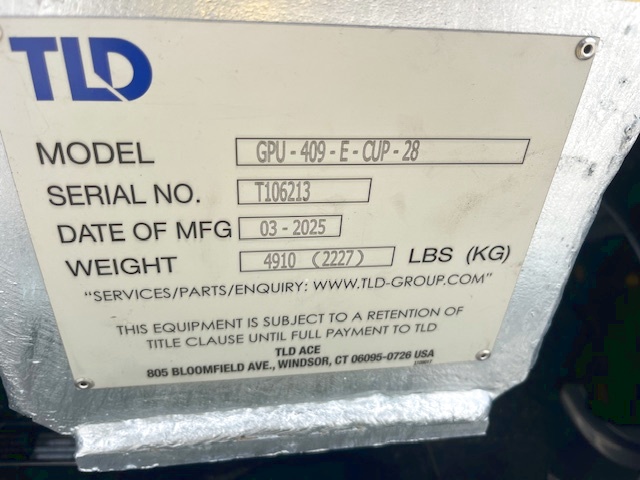 TLD
MODEL GPU-409-E-CUP-28
SERIAL NO. T106213
DATE OF MFG 03-2025
WEIGHT 4910 (2227) LBS (KG)
"SERVICES/PARTS/ENQUIRY: WWW.TLD-GROUP.COM"
THIS EQUIPMENT IS SUBJECT TO A RETENTION OF
TITLE CLAUSE UNTIL FULL PAYMENT TO TLD
TLD ACE
805 BLOOMFIELD AVE., WINDSOR, CT 06095-0726 USA